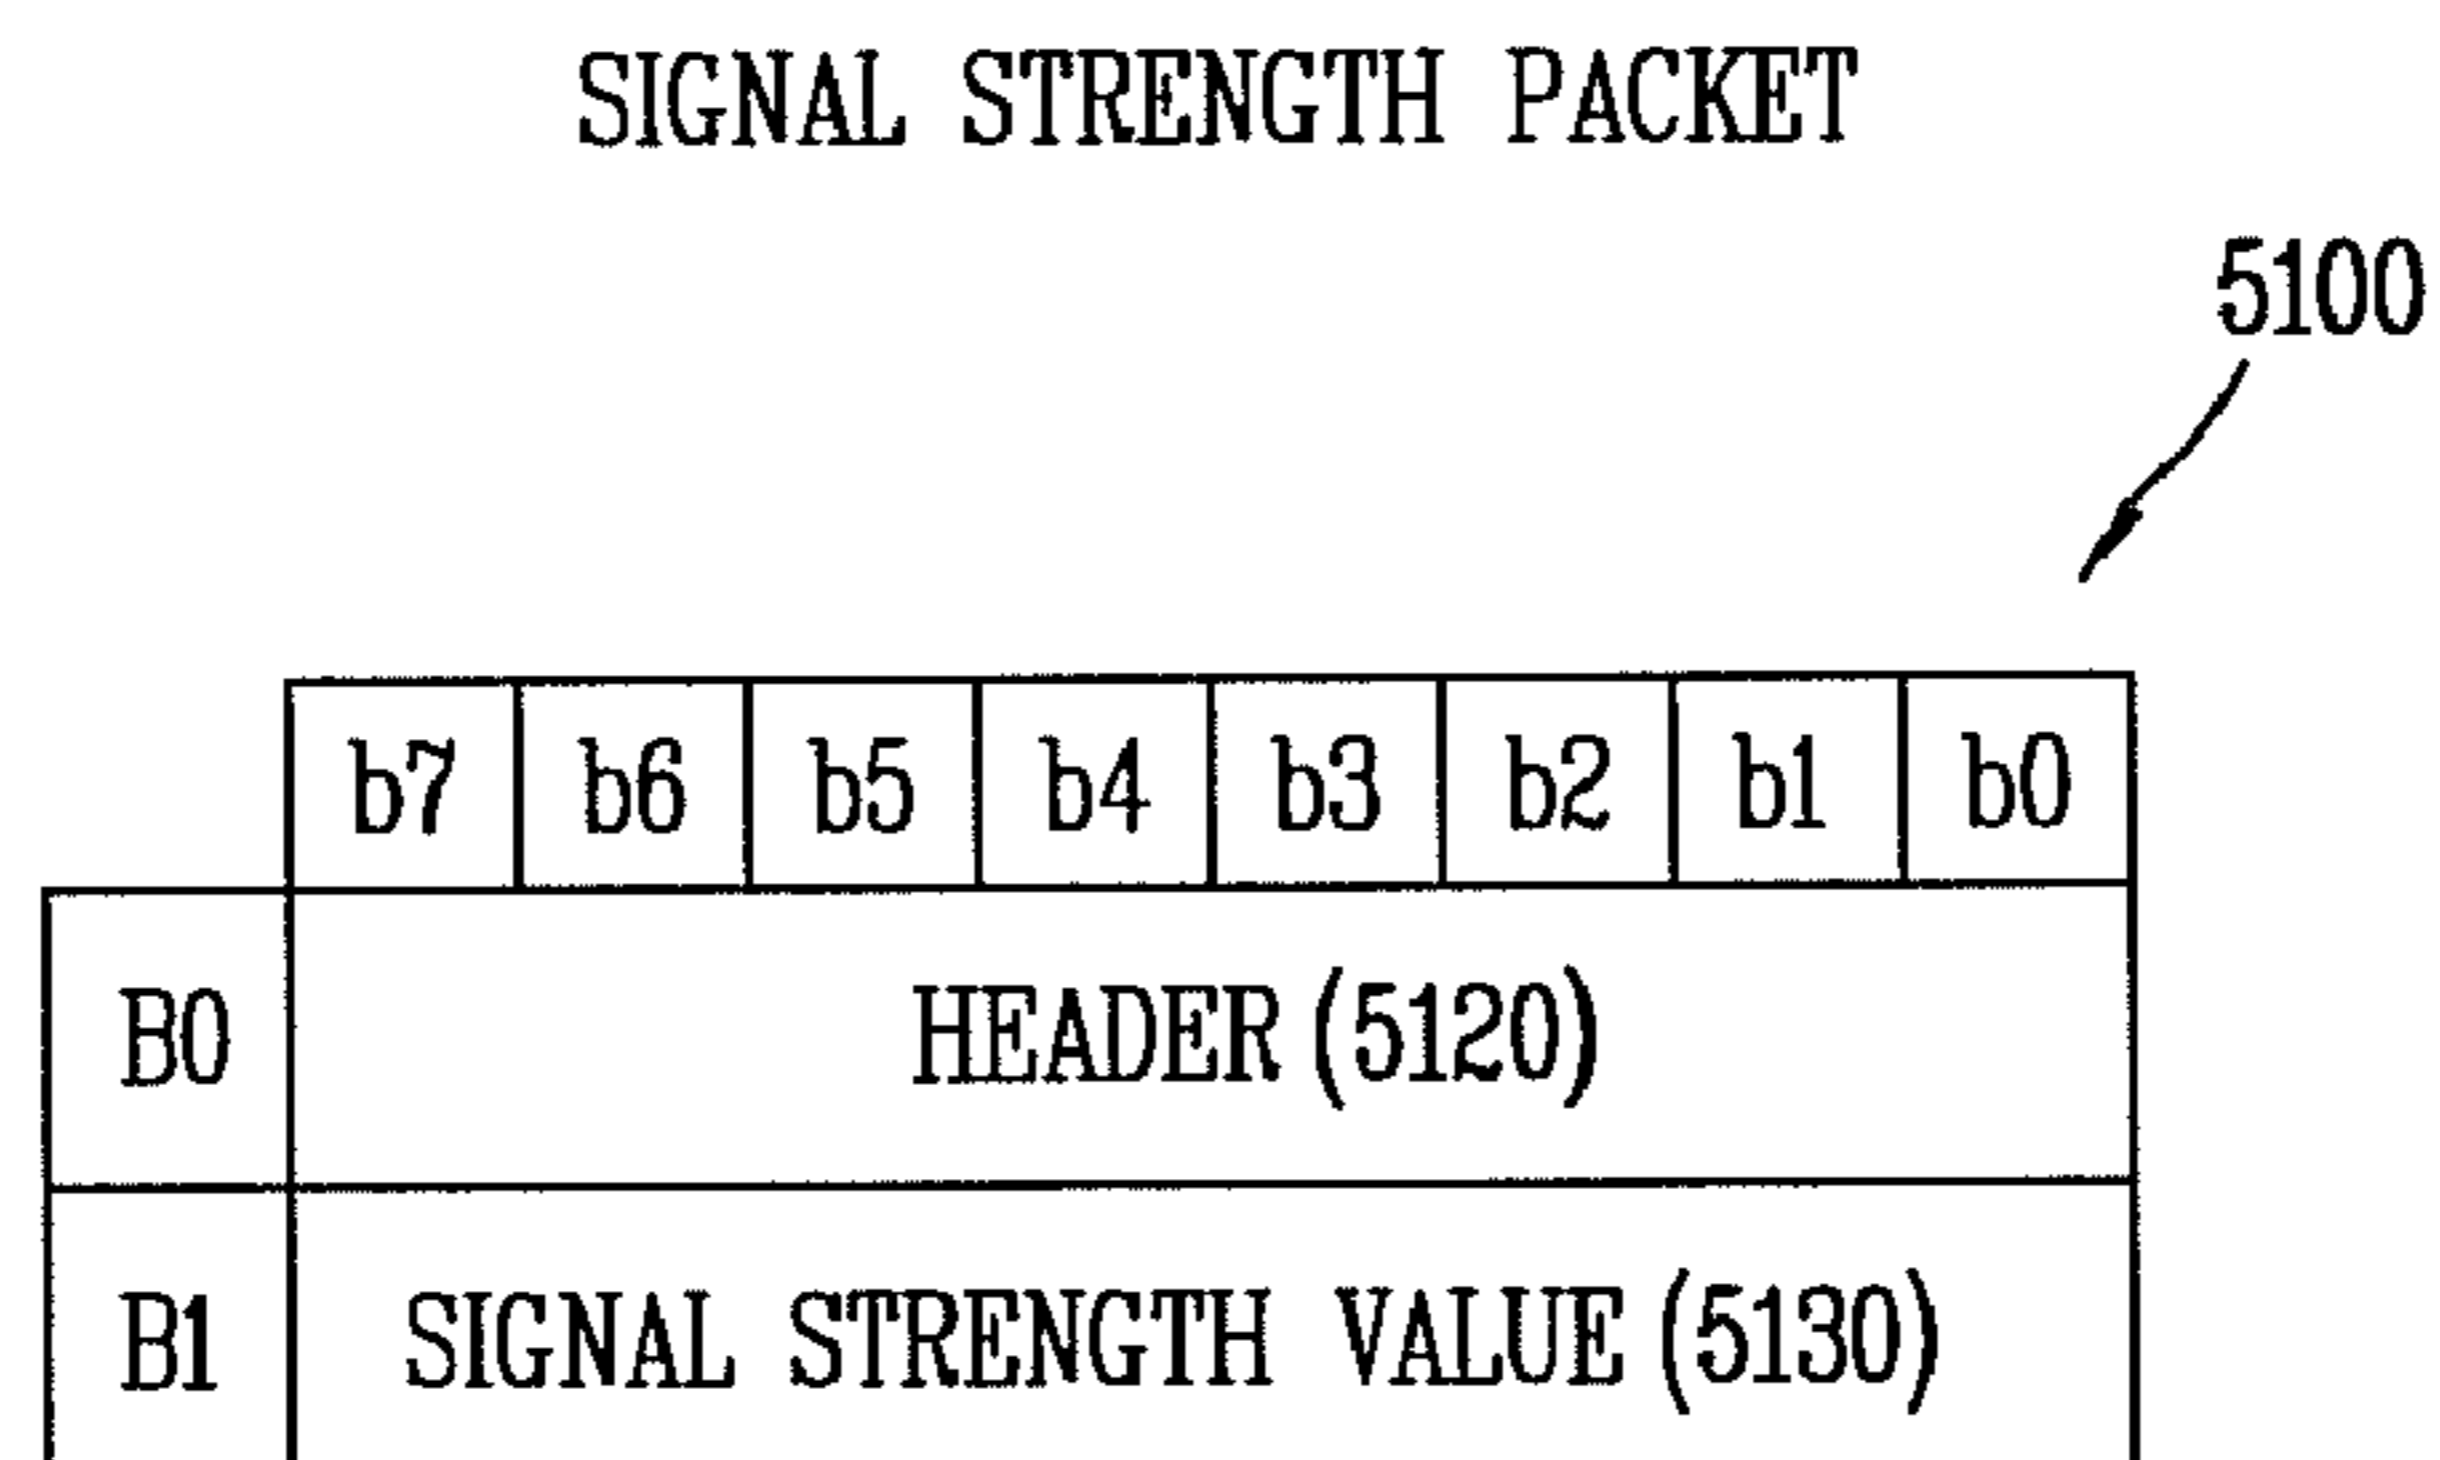 SIGNAL STRENGTH PACKET
5100
b7 b6 b5 b4 b3 b2 b1 b0
B0 HEADER (5120)
B1 SIGNAL STRENGTH VALUE (5130)